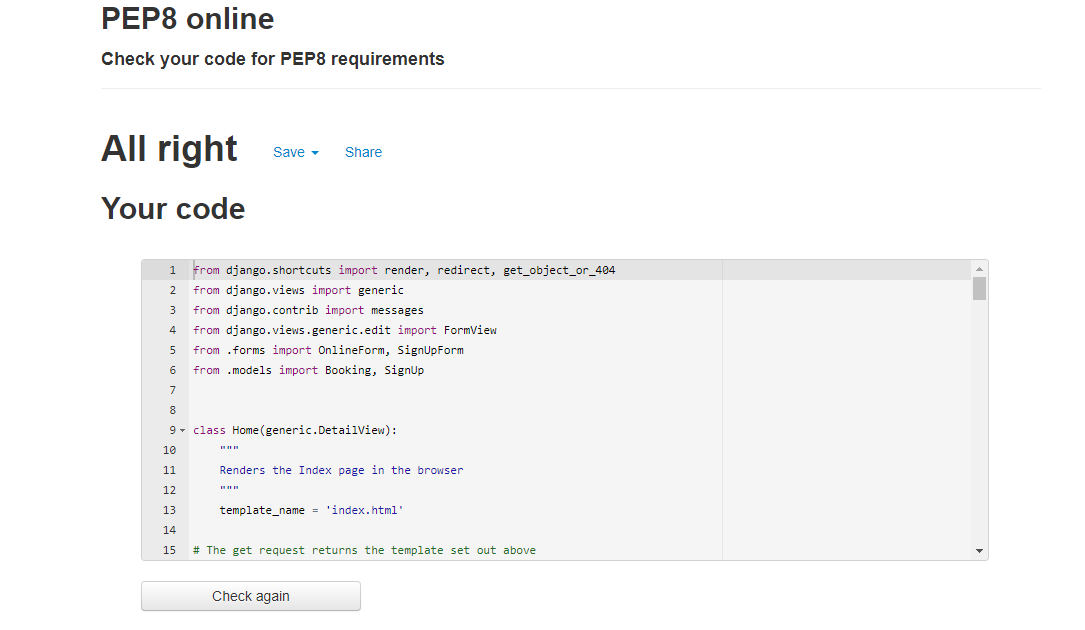 PEP8 online
Check your code for PEP8 requirements
All right Save Share
Your code
1 from django.shortcuts import render, redirect, get_object_or_404
2 from django.views import generic
3 from django.contrib import messages
4 from django.views.generic.edit import FormView
5 from .forms import OnlineForm, SignUpForm
6 from .models import Booking, SignUp
7
8
9 class Home(generic.DetailView):
10     """
11     Renders the Index page in the browser
12     """
13     template_name = 'index.html'
14
15 # The get request returns the template set out above
Check again